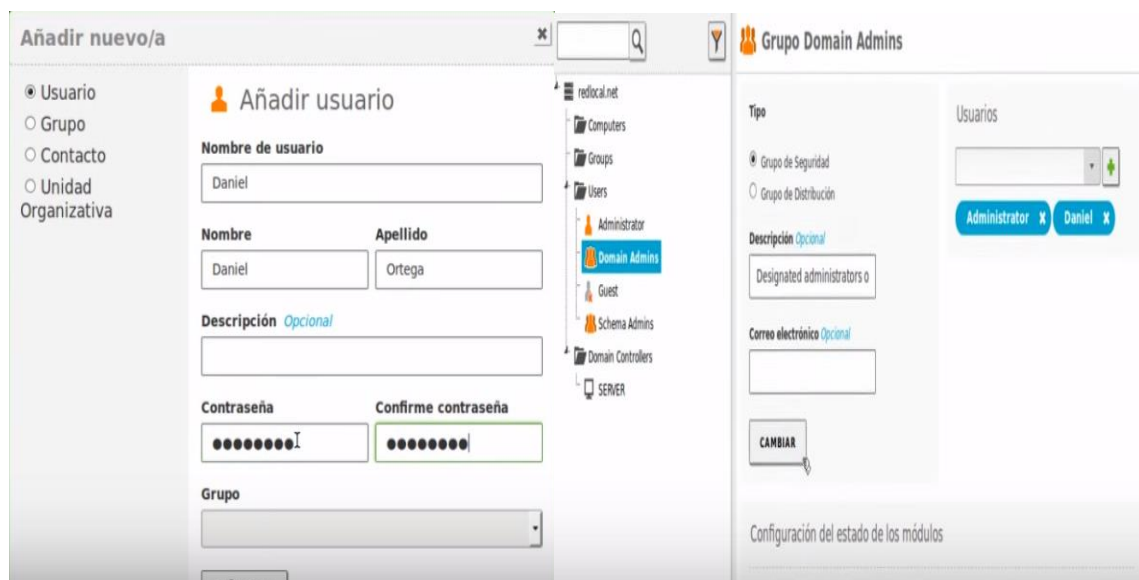 Añadir nuevo/a
Usuario
Grupo
Contacto
Unidad
Organizativa
Añadir usuario
Nombre de usuario
Daniel
Nombre Apellido
Daniel Ortega
Descripción Opcional
Contraseña Confirme contraseña
Grupo
redlocal.net
Computers
Groups
Users
Administrator
Domain Admins
Guest
Schema Admins
Domain Controllers
SERVER
Grupo Domain Admins
Tipo
Grupo de Seguridad
Grupo de Distribución
Descripción Opcional
Designated administrators o
Correo electrónico Opcional
CAMBIAR
Usuarios
Administrator x Daniel x
Configuración del estado de los módulos